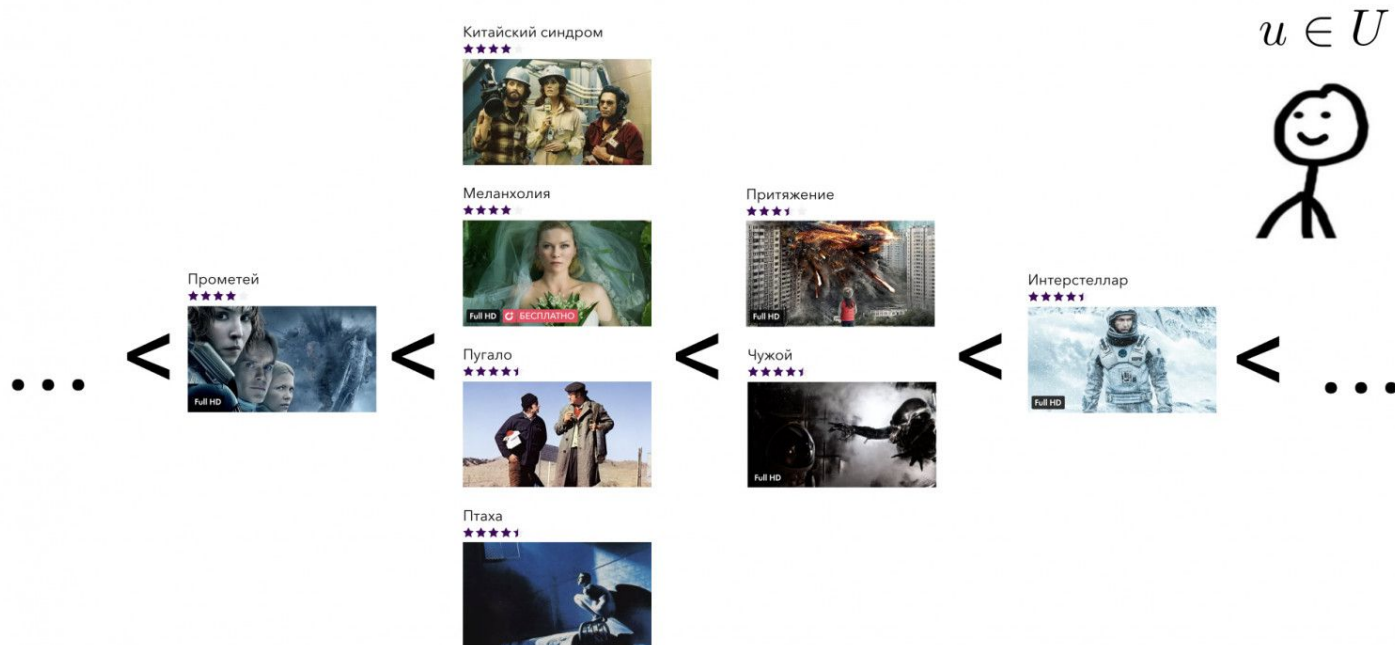 u ∈ U
Китайский синдром
Меланхолия
Full HD
БЕСПЛАТНО
Пугало
Птаха
Притяжение
Full HD
Чужой
Full HD
Прометей
Full HD
Интерстеллар
Full HD
... < < < < < ...